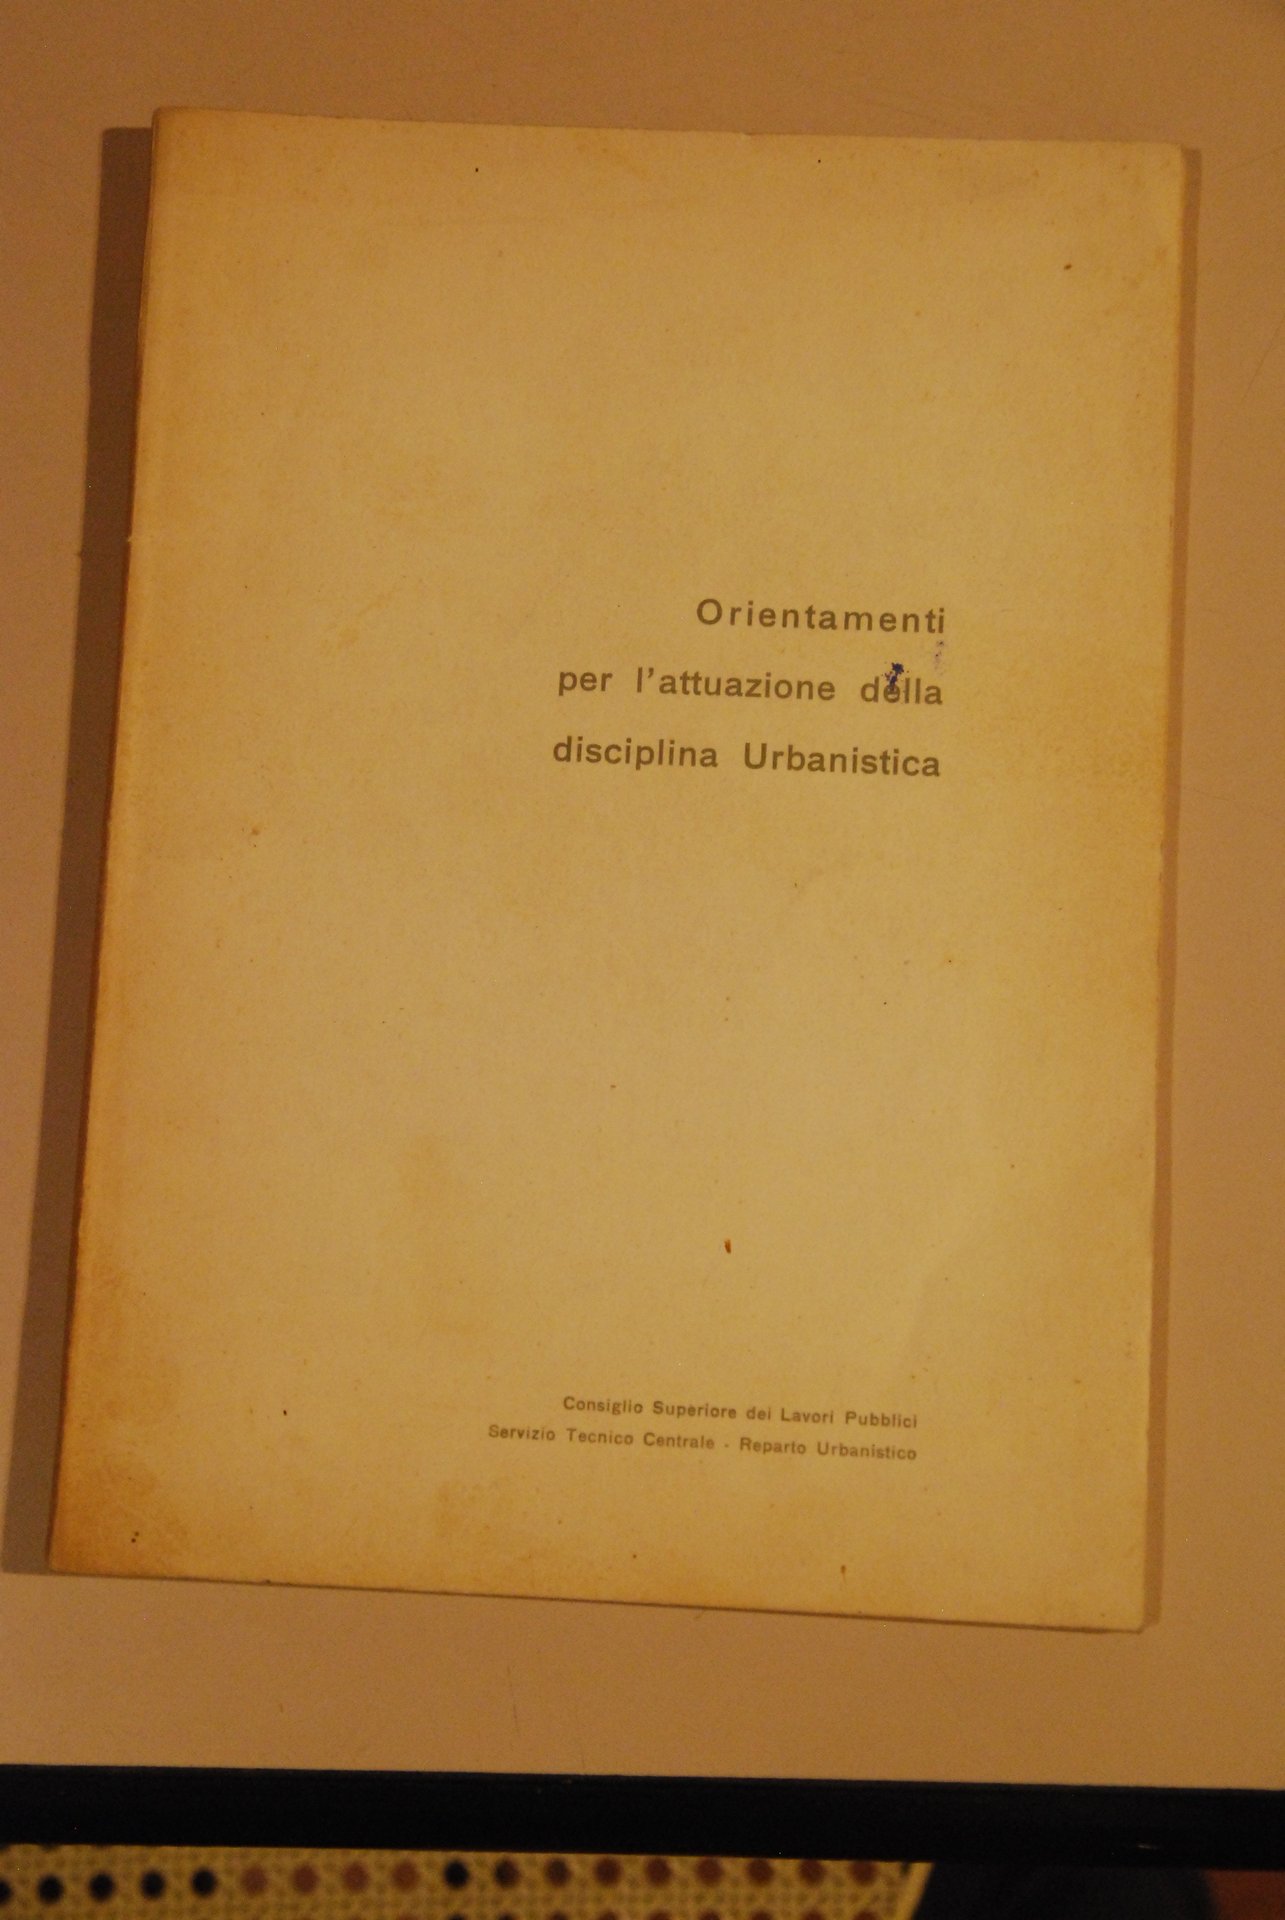 Orientamenti
per l'attuazione della
disciplina Urbanistica
Consiglio Superiore dei Lavori Pubblici
Servizio Tecnico Centrale - Reparto Urbanistico